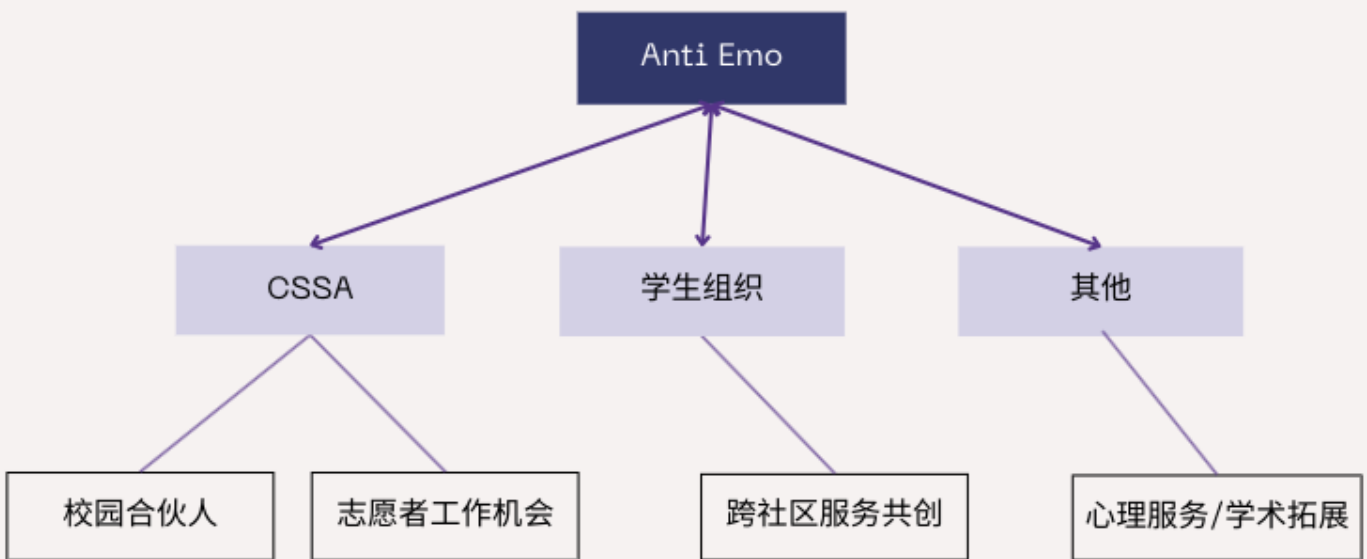 Anti Emo
CSSA
学生组织
其他
校园合伙人
志愿者工作机会
跨社区服务共创
心理服务/学术拓展